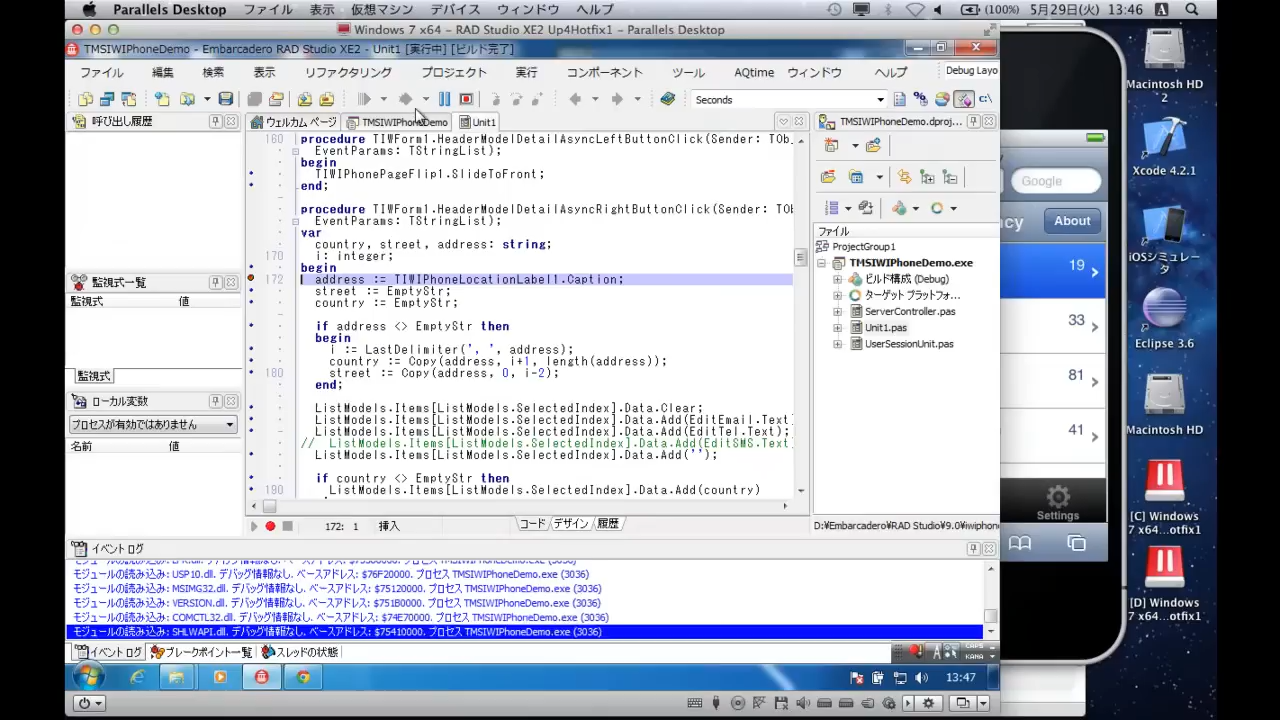 Parallels Desktop ファイル 表示 仮想マシン デバイス ウィンドウ ヘルプ (100%) 5月29日(火) 13:46 A
Windows 7 x64 – RAD Studio XE2 Up4Hotfix1 – Parallels Desktop
TMSIWIPhoneDemo - Embarcadero RAD Studio XE2 - Unit1 [実行中] [ビルド完了]
ファイル 編集 検索 表示 リファクタリング プロジェクト 実行 コンポーネント ツール AQtime ウィンドウ ヘルプ Debug Layo
Seconds
呼び出し履歴
ウェルカム ページ TMSIWIPhoneDemo Unit1
TMSIWIPhoneDemo.dproj...
160 procedure TIWForm1.HeaderModelDetailAsyncLeftButtonClick(Sender: TOb
EventParams: TStringList);
begin
TIWIPhonePageFlip1.SlideToFront;
end;
procedure TIWForm1.HeaderModelDetailAsyncRightButtonClick(Sender: TOb
EventParams: TStringList);
var
country, street, address: string;
170 i: integer;
begin
172 address := TIWIPhoneLocationLabel1.Caption;
street := EmptyStr;
country := EmptyStr;
if address <> EmptyStr then
begin
i := LastDelimiter(', ', address);
country := Copy(address, i+1, length(address));
180 street := Copy(address, 0, i-2);
end;
ListModels.Items[ListModels.SelectedIndex].Data.Clear;
ListModels.Items[ListModels.SelectedIndex].Data.Add(EditEmail.Text)
ListModels.Items[ListModels.SelectedIndex].Data.Add(EditTel.Text);
// ListModels.Items[ListModels.SelectedIndex].Data.Add(EditSMS.Text
ListModels.Items[ListModels.SelectedIndex].Data.Add('');
if country <> EmptyStr then
190 ListModels.Items[ListModels.SelectedIndex].Data.Add(country)
監視式一覧
監視式 値
監視式
ローカル変数
プロセスが有効ではありません
名前 値
172: 1 挿入
コード デザイン 履歴
ファイル
ProjectGroup1
TMSIWIPhoneDemo.exe
ビルド構成 (Debug)
ターゲット プラットフォ...
ServerController.pas
Unit1.pas
UserSessionUnit.pas
D:¥Embarcadero¥RAD Studio¥9.0¥iwiphon
イベント ログ
モジュールの読み込み: USP10.dll. デバッグ情報なし. ベースアドレス: $76F20000. プロセス TMSIWIPhoneDemo.exe (3036)
モジュールの読み込み: MSIMG32.dll. デバッグ情報なし. ベースアドレス: $75120000. プロセス TMSIWIPhoneDemo.exe (3036)
モジュールの読み込み: VERSION.dll. デバッグ情報なし. ベースアドレス: $751B0000. プロセス TMSIWIPhoneDemo.exe (3036)
モジュールの読み込み: COMCTL32.dll. デバッグ情報なし. ベースアドレス: $74E70000. プロセス TMSIWIPhoneDemo.exe (3036)
モジュールの読み込み: SHLWAPI.dll. デバッグ情報なし. ベースアドレス: $75410000. プロセス TMSIWIPhoneDemo.exe (3036)
イベント ログ ブレークポイント一覧 スレッドの状態
A CAPS KANA
13:47
Google
ncy About
19
33
81
41
Settings
Macintosh HD 2
Xcode 4.2.1
iOSシミュレータ
Eclipse 3.6
Macintosh HD
[C] Windows 7 x64...otfix1
[D] Windows 7 x64...otfix1